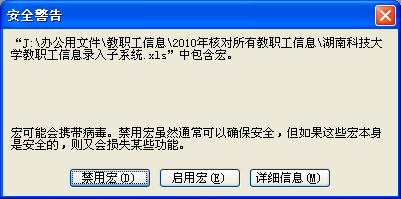 安全警告
“J:\办公用文件\教职工信息\2010年核对所有教职工信息\湖南科技大
学教职工信息录入子系统.xls”中包含宏。
宏可能会携带病毒。禁用宏虽然通常可以确保安全，但如果这些宏本身
是安全的，则又会损失某些功能。
禁用宏(D) 启用宏(E) 详细信息(M)